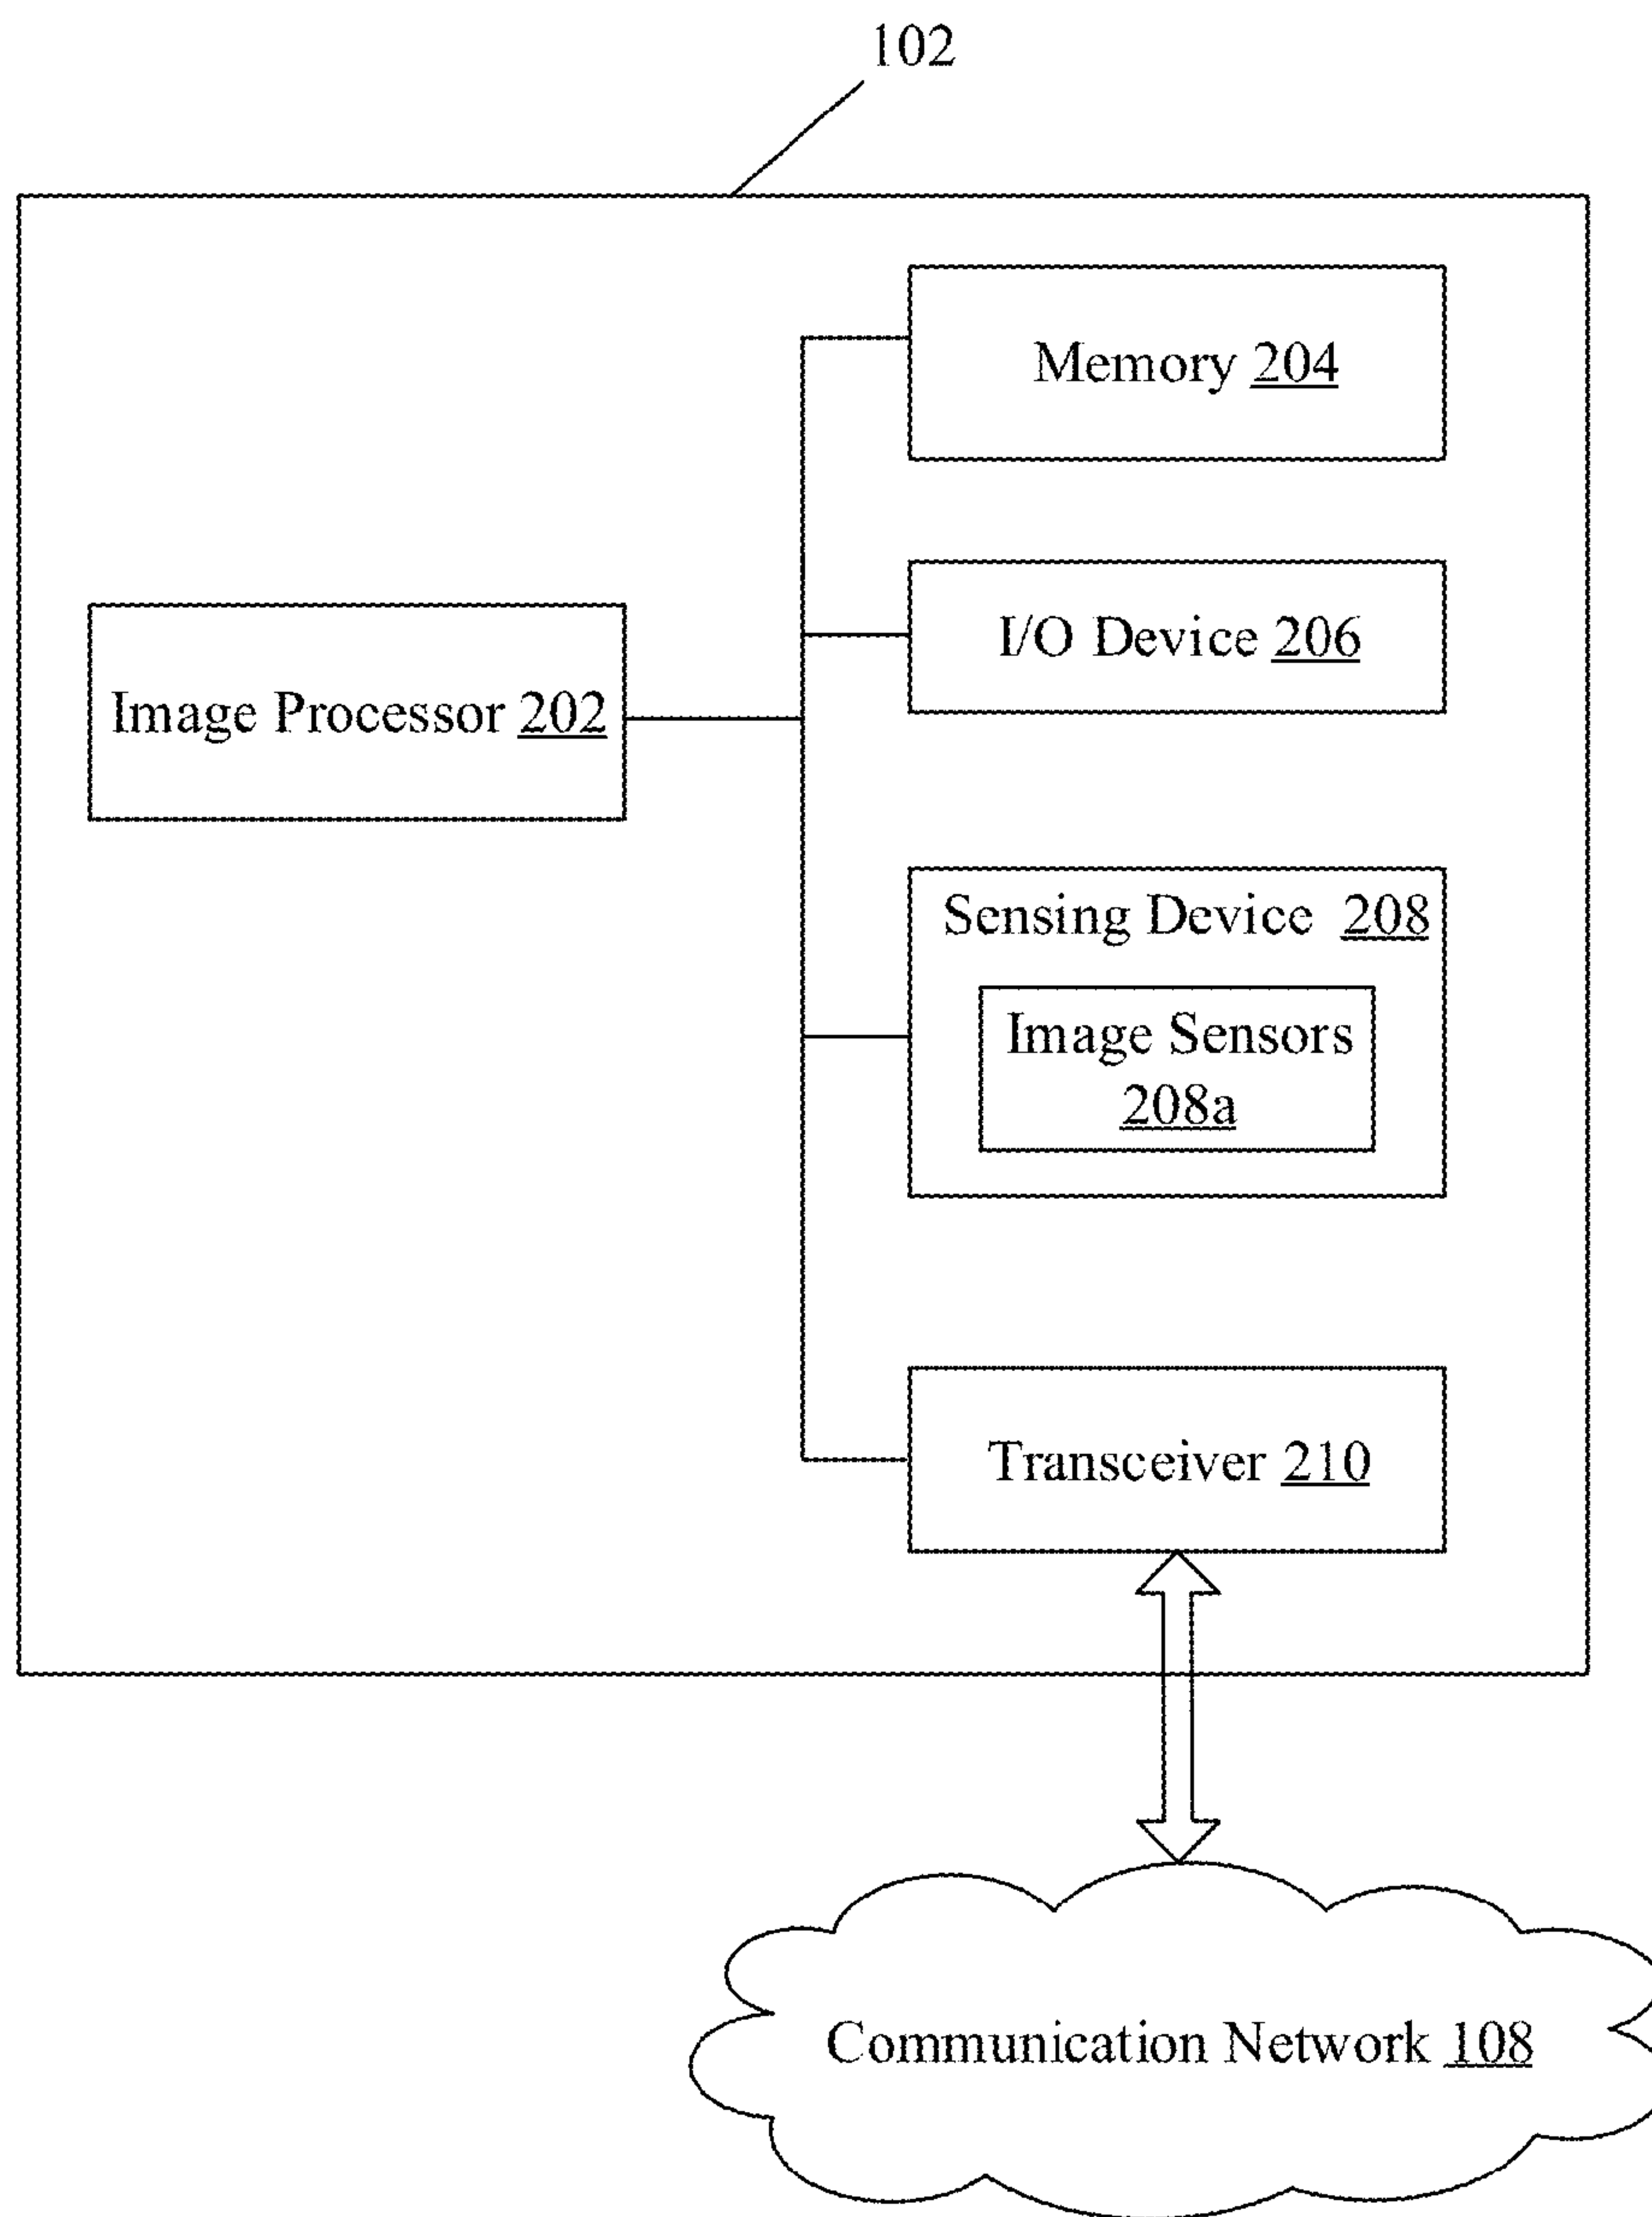 102
Memory 204
I/O Device 206
Image Processor 202
Sensing Device 208
Image Sensors
208a
Transceiver 210
Communication Network 108